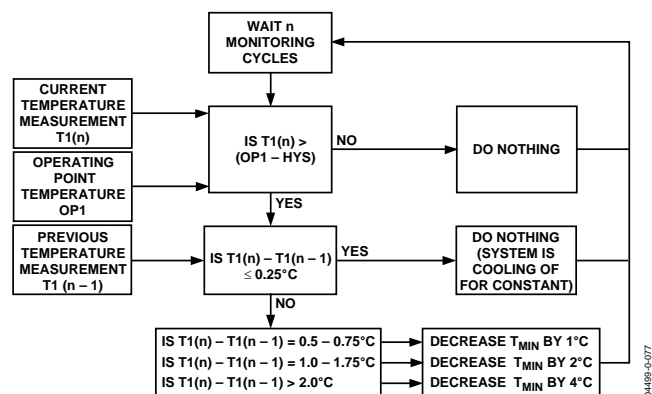 WAIT n
MONITORING
CYCLES
CURRENT
TEMPERATURE
MEASUREMENT
T1(n)
OPERATING
POINT
TEMPERATURE
OP1
PREVIOUS
TEMPERATURE
MEASUREMENT
T1 (n – 1)
IS T1(n) >
(OP1 – HYS)
NO
DO NOTHING
YES
IS T1(n) – T1(n – 1)
≤ 0.25°C
YES
DO NOTHING
(SYSTEM IS
COOLING OF
FOR CONSTANT)
NO
IS T1(n) – T1(n – 1) = 0.5 – 0.75°C
IS T1(n) – T1(n – 1) = 1.0 – 1.75°C
IS T1(n) – T1(n – 1) > 2.0°C
DECREASE TMIN BY 1°C
DECREASE TMIN BY 2°C
DECREASE TMIN BY 4°C
04499-0-077